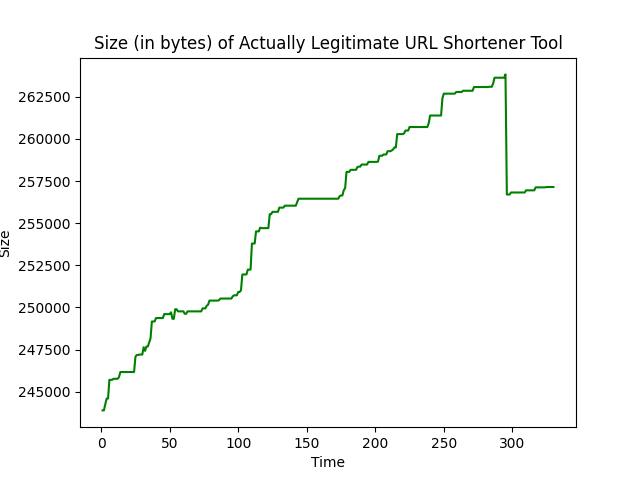 Size (in bytes) of Actually Legitimate URL Shortener Tool
262500
260000
257500
255000
252500
250000
247500
245000
Size
0 50 100 150 200 250 300
Time